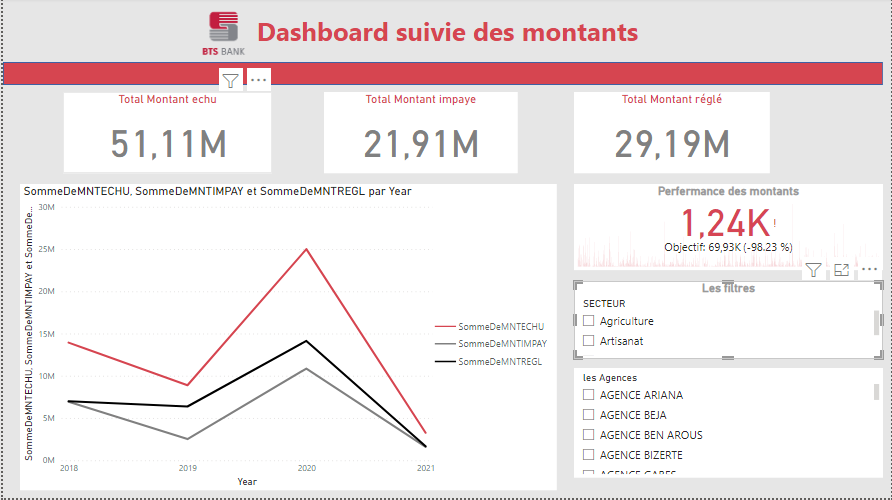 BTS BANK
Dashboard suivie des montants
Total Montant echu
51,11M
Total Montant impaye
21,91M
Total Montant réglé
29,19M
SommeDeMNTECHU, SommeDeMNTIMPAY et SommeDeMNTREGL par Year
SommeDeMNTECHU, SommeDeMNTIMPAY et SommeDe...
30M
25M
20M
15M
10M
5M
0M
2018
2019
2020
2021
Year
SommeDeMNTECHU
SommeDeMNTIMPAY
SommeDeMNTREGL
Performance des montants
1,24K!
Objectif: 69,93K (-98.23 %)
Les filtres
SECTEUR
Agriculture
Artisanat
les Agences
AGENCE ARIANA
AGENCE BEJA
AGENCE BEN AROUS
AGENCE BIZERTE
AGENCE GABES